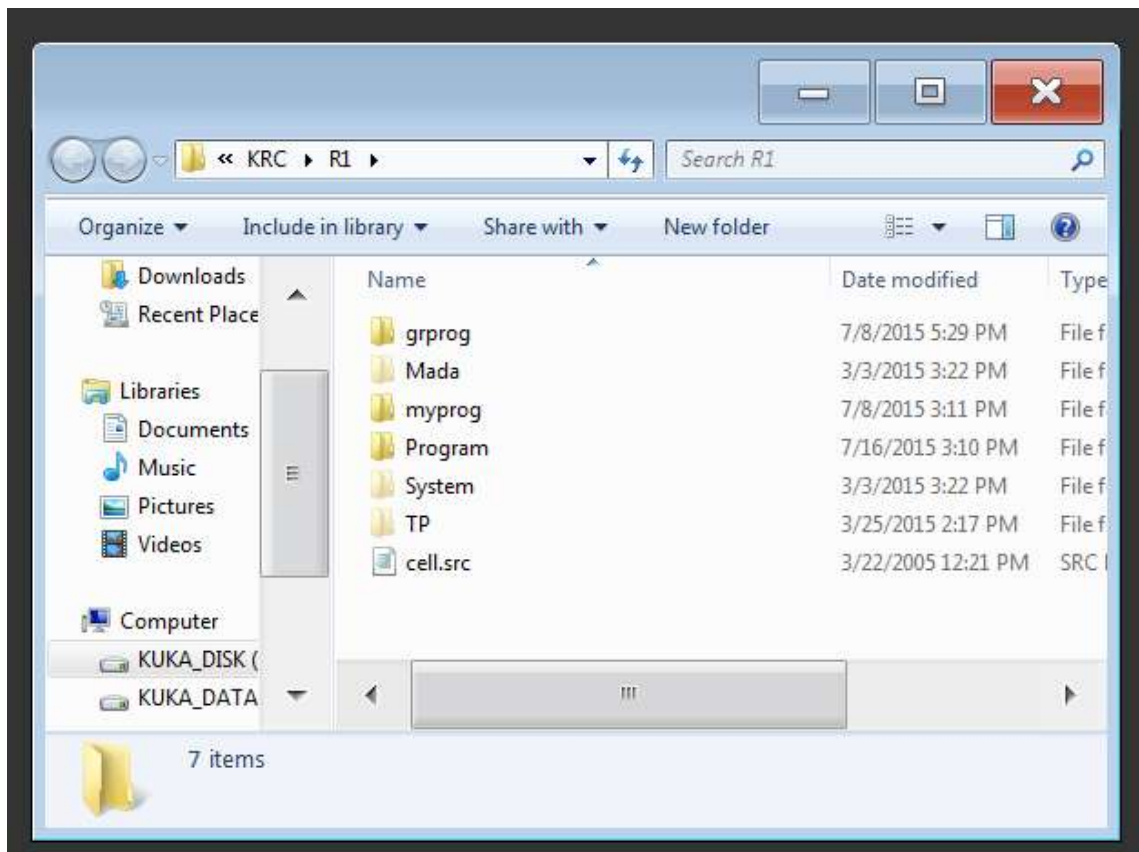 « KRC ▸ R1 ▸ Search R1
Organize Include in library Share with New folder
Downloads
Recent Place
Libraries
Documents
Music
Pictures
Videos
Computer
KUKA_DISK (
KUKA_DATA
Name Date modified Type
grprog 7/8/2015 5:29 PM File f
Mada 3/3/2015 3:22 PM File f
myprog 7/8/2015 3:11 PM File f
Program 7/16/2015 3:10 PM File f
System 3/3/2015 3:22 PM File f
TP 3/25/2015 2:17 PM File f
cell.src 3/22/2005 12:21 PM SRC
7 items